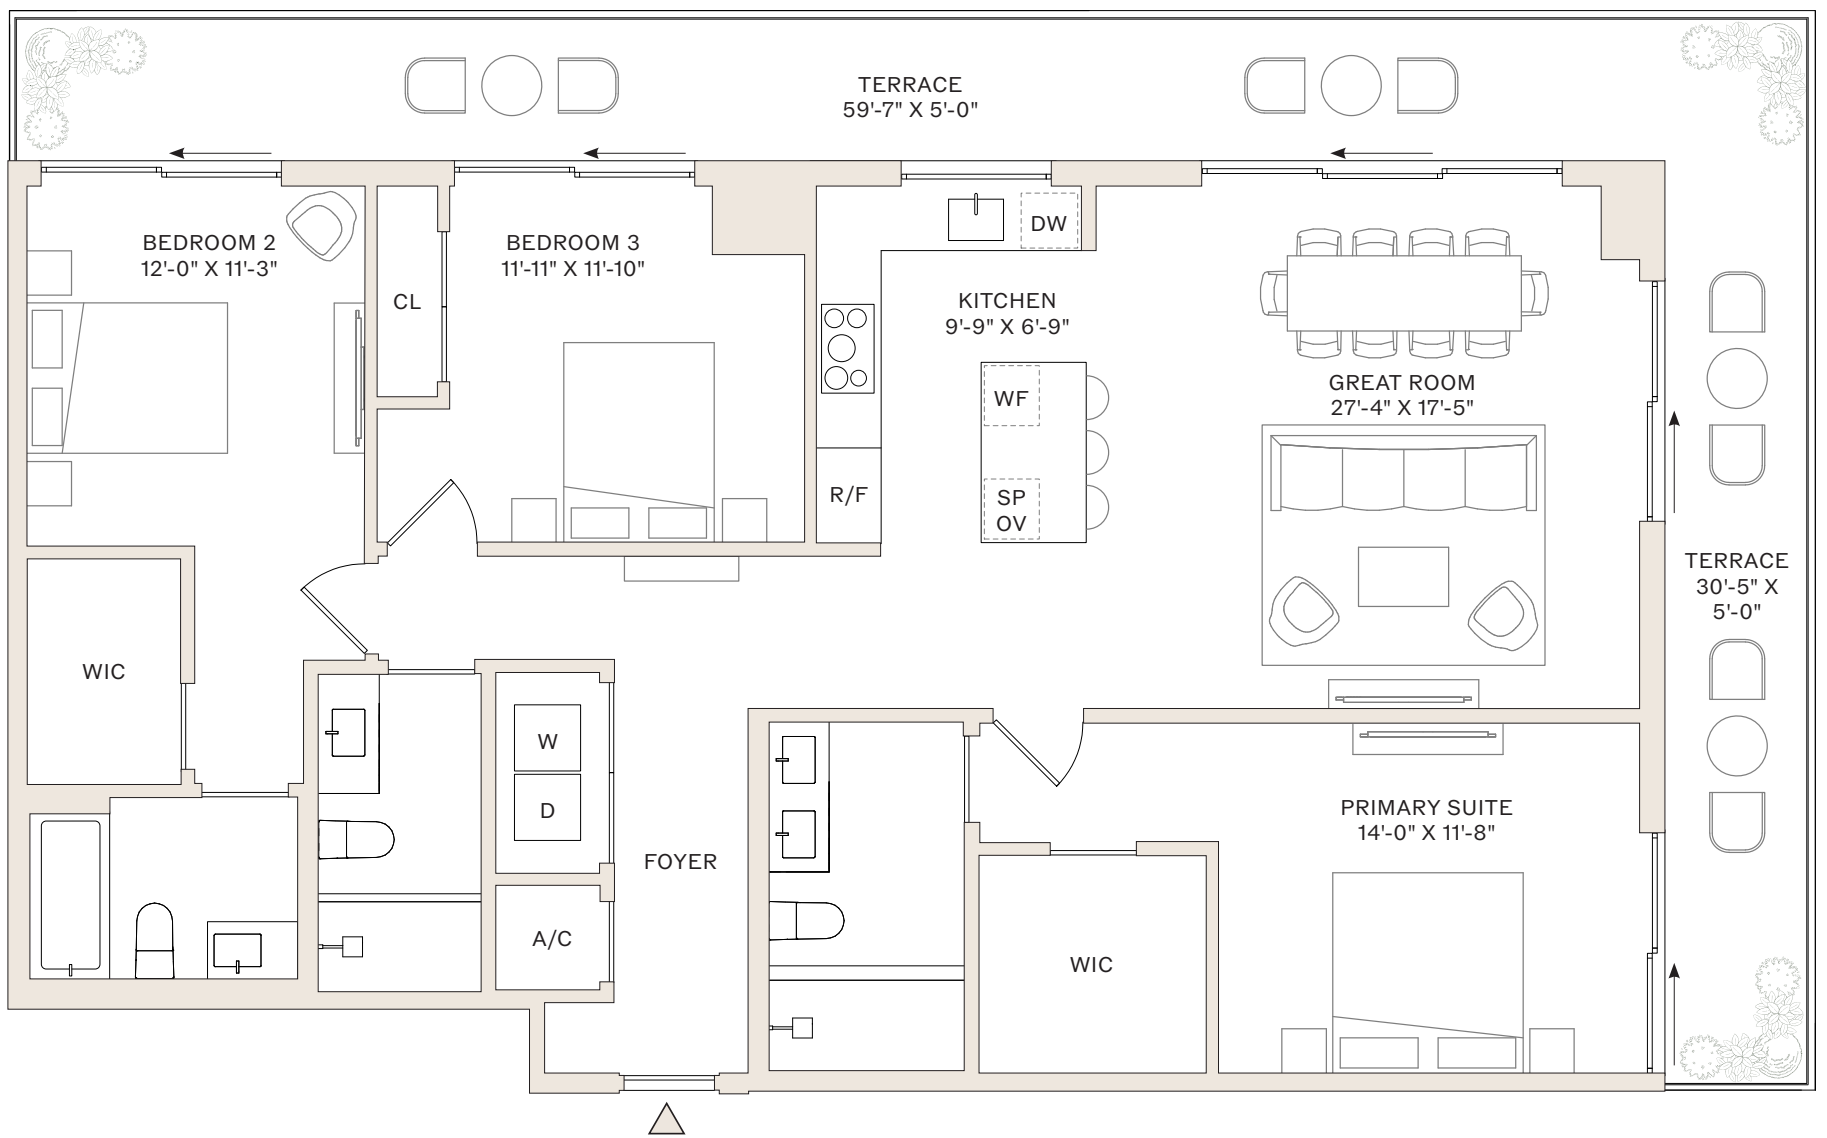 TERRACE
59'-7" X 5'-0"
BEDROOM 2
12'-0" X 11'-3"
CL
BEDROOM 3
11'-11" X 11'-10"
DW
KITCHEN
9'-9" X 6'-9"
WF
SP
OV
R/F
GREAT ROOM
27'-4" X 17'-5"
TERRACE
30'-5" X
5'-0"
WIC
W
D
A/C
FOYER
WIC
PRIMARY SUITE
14'-0" X 11'-8"